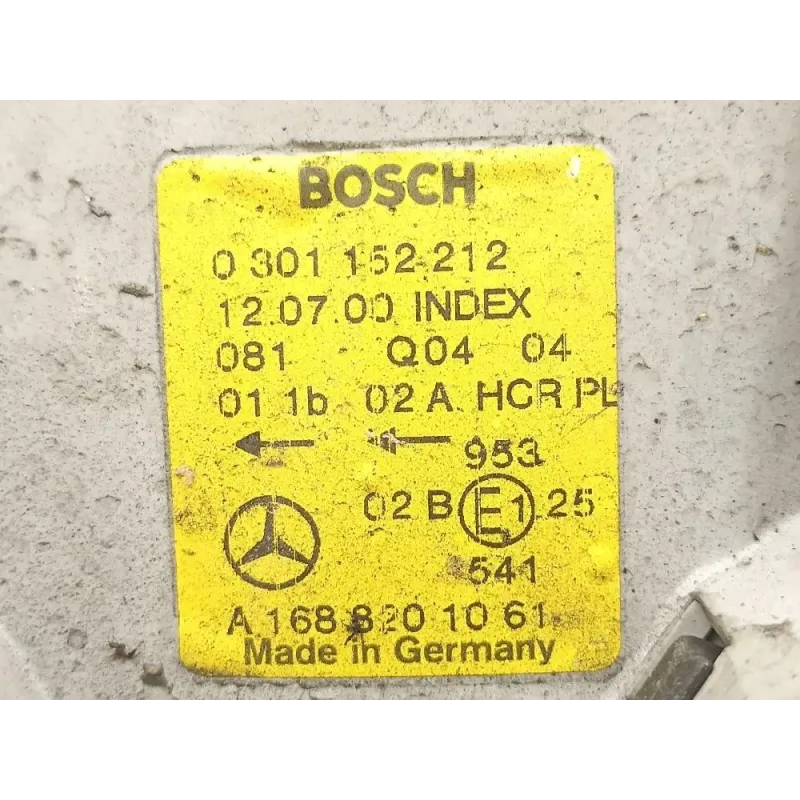 BOSCH
0 301 152 212
12.07.00 INDEX
081 Q04 04
01 1b 02 A HCR PL
953
02 B E1 25
541
A 168 820 10 61
Made in Germany